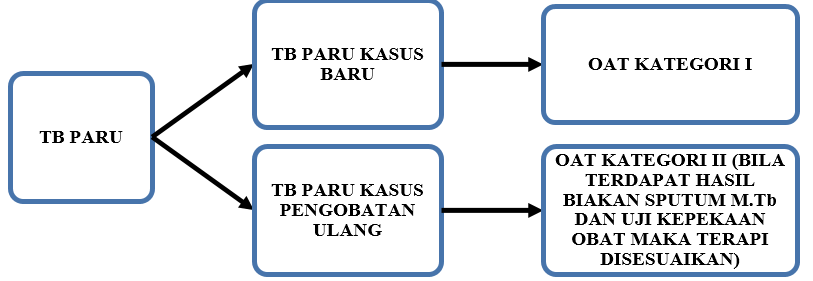 TB PARU
TB PARU KASUS
BARU
OAT KATEGORI I
TB PARU KASUS
PENGOBATAN
ULANG
OAT KATEGORI II (BILA
TERDAPAT HASIL
BIAKAN SPUTUM M.Tb
DAN UJI KEPEKAAN
OBAT MAKA TERAPI
DISESUAIKAN)